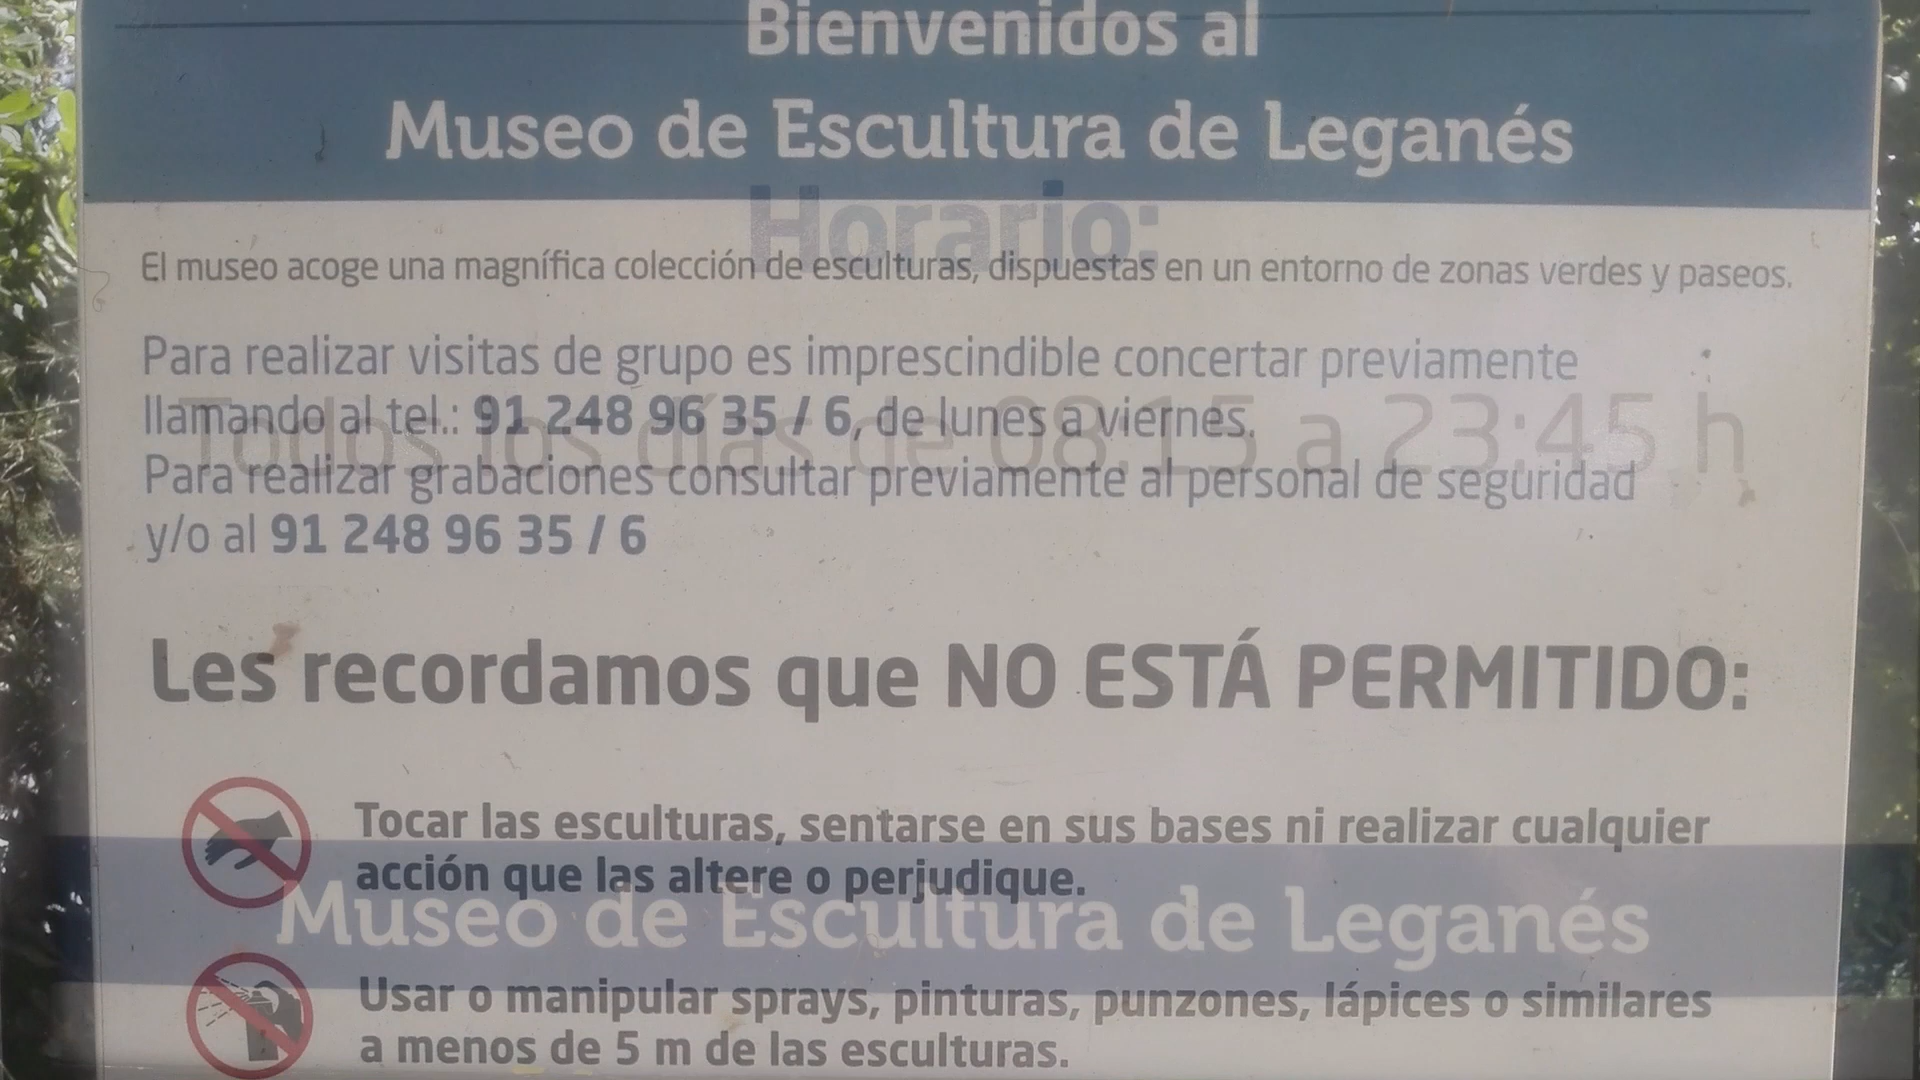 Bienvenidos al
Museo de Escultura de Leganés
Horario:
El museo acoge una magnífica colección de esculturas, dispuestas en un entorno de zonas verdes y paseos.
Para realizar visitas de grupo es imprescindible concertar previamente
llamando al tel.: 91 248 96 35 / 6, de lunes a viernes.
Todos los días de 08:15 a 23:45 h
Para realizar grabaciones consultar previamente al personal de seguridad
y/o al 91 248 96 35 / 6
Les recordamos que NO ESTÁ PERMITIDO:
Tocar las esculturas, sentarse en sus bases ni realizar cualquier
acción que las altere o perjudique.
Museo de Escultura de Leganés
Usar o manipular sprays, pinturas, punzones, lápices o similares
a menos de 5 m de las esculturas.